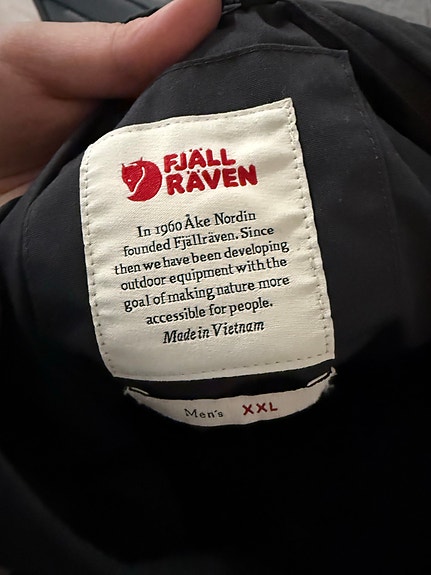 FJÄLL
RÄVEN
In 1960 Åke Nordin
founded Fjällräven. Since
then we have been developing
outdoor equipment with the
goal of making nature more
accessible for people.
Made in Vietnam
Men's XXL